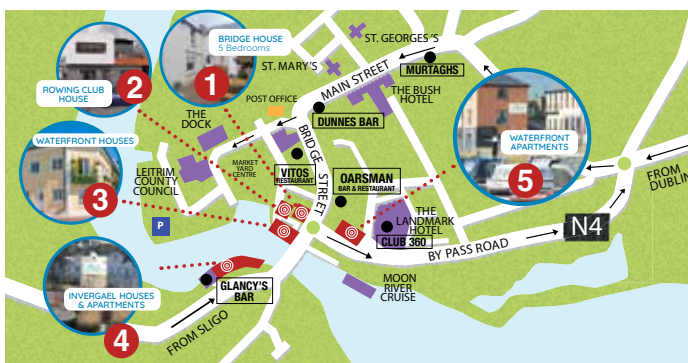 BRIDGE HOUSE
5 Bedrooms
1
ROWING CLUB
HOUSE
2
WATERFRONT HOUSES
3
INVERGAEL HOUSES
& APARTMENTS
4
WATERFRONT
APARTMENTS
5
ST. GEORGES'S
ST. MARY'S
MAIN STREET
MURTAGHS
THE BUSH
HOTEL
POST OFFICE
DUNNES BAR
THE
DOCK
BRIDGE STREET
MARKET
YARD
CENTRE
VITOS
RESTAURANT
OARSMAN
BAR & RESTAURANT
LEITRIM
COUNTY
COUNCIL
P
THE
LANDMARK
HOTEL
CLUB 360
FROM
DUBLIN
N4
BY PASS ROAD
MOON
RIVER
CRUISE
GLANCY'S
BAR
FROM SLIGO